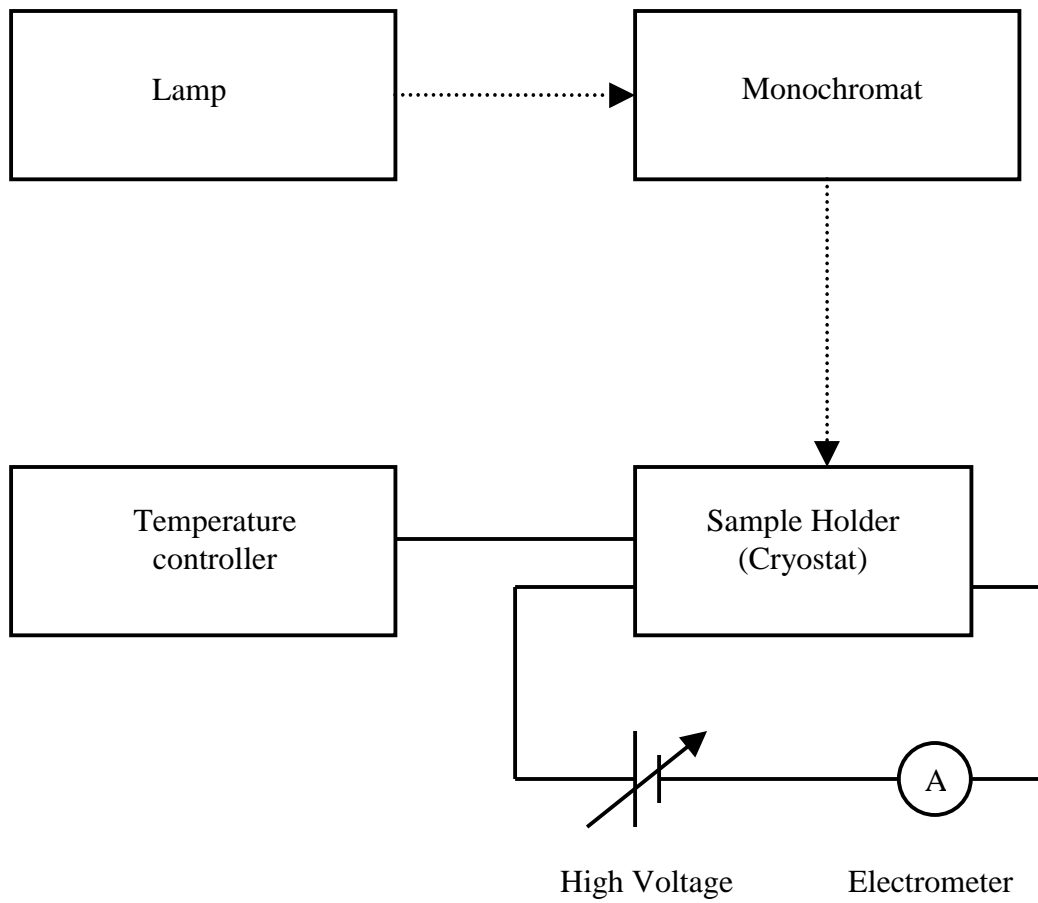 Lamp
Monochromat
Temperature
controller
Sample Holder
(Cryostat)
A
High Voltage
Electrometer